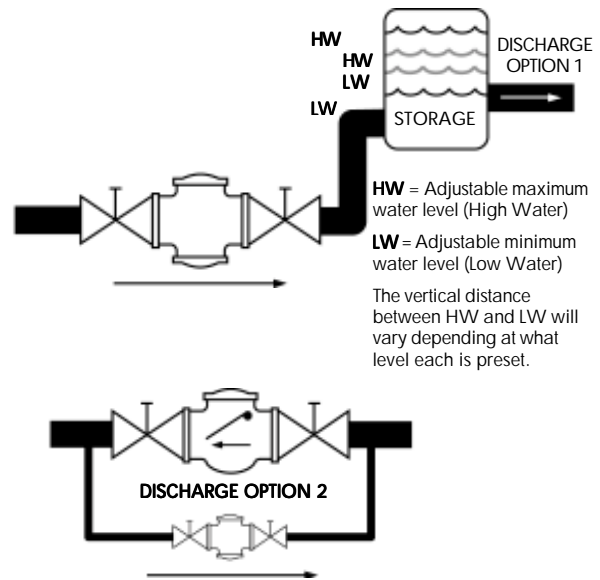 HW
HW
LW
LW
DISCHARGE
OPTION 1
STORAGE
HW = Adjustable maximum
water level (High Water)
LW = Adjustable minimum
water level (Low Water)
The vertical distance
between HW and LW will
vary depending at what
level each is preset.
DISCHARGE OPTION 2